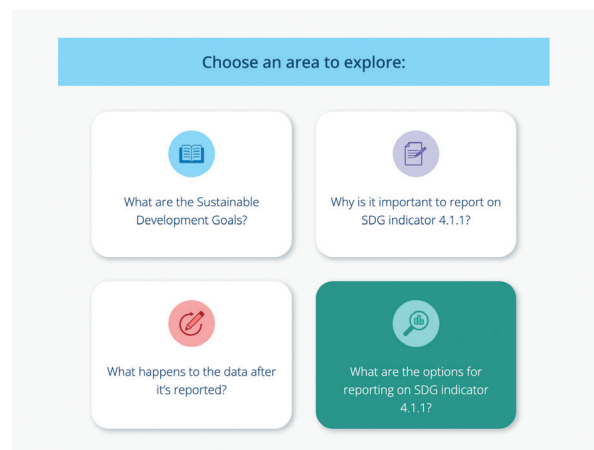 Choose an area to explore:
What are the Sustainable
Development Goals?
Why is it important to report on
SDG indicator 4.1.1?
What happens to the data after
it's reported?
What are the options for
reporting on SDG indicator
4.1.1?